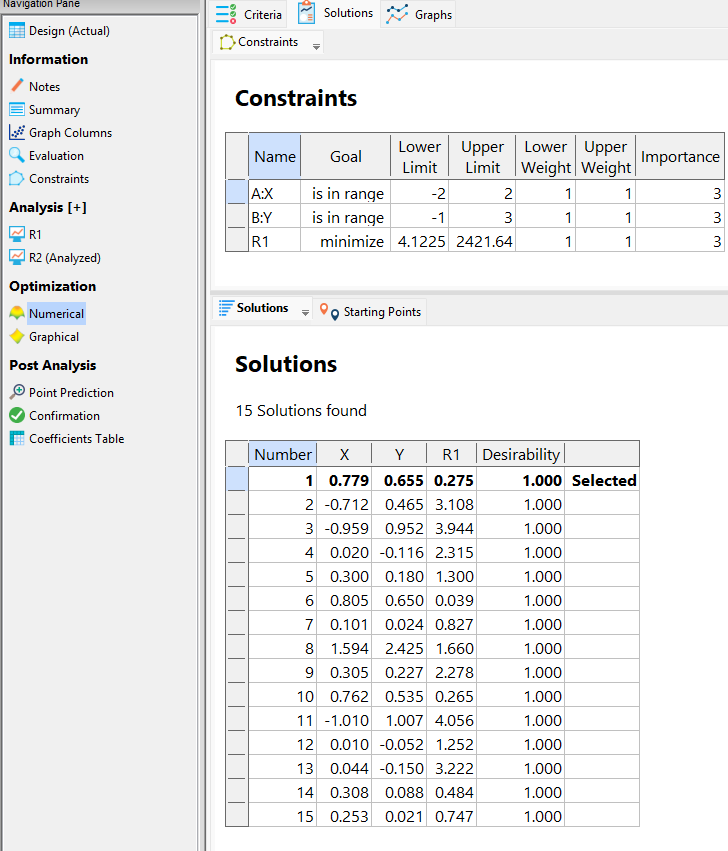 Navigation Pane
Design (Actual)
Information
Notes
Summary
Graph Columns
Evaluation
Constraints
Analysis [+]
R1
R2 (Analyzed)
Optimization
Numerical
Graphical
Post Analysis
Point Prediction
Confirmation
Coefficients Table
Criteria Solutions Graphs
Constraints
Constraints
Name Goal Lower Limit Upper Limit Lower Weight Upper Weight Importance
A:X is in range -2 2 1 1 3
B:Y is in range -1 3 1 1 3
R1 minimize 4.1225 2421.64 1 1 3
Solutions Starting Points
Solutions
15 Solutions found
Number X Y R1 Desirability
1 0.779 0.655 0.275 1.000 Selected
2 -0.712 0.465 3.108 1.000
3 -0.959 0.952 3.944 1.000
4 0.020 -0.116 2.315 1.000
5 0.300 0.180 1.300 1.000
6 0.805 0.650 0.039 1.000
7 0.101 0.024 0.827 1.000
8 1.594 2.425 1.660 1.000
9 0.305 0.227 2.278 1.000
10 0.762 0.535 0.265 1.000
11 -1.010 1.007 4.056 1.000
12 0.010 -0.052 1.252 1.000
13 0.044 -0.150 3.222 1.000
14 0.308 0.088 0.484 1.000
15 0.253 0.021 0.747 1.000